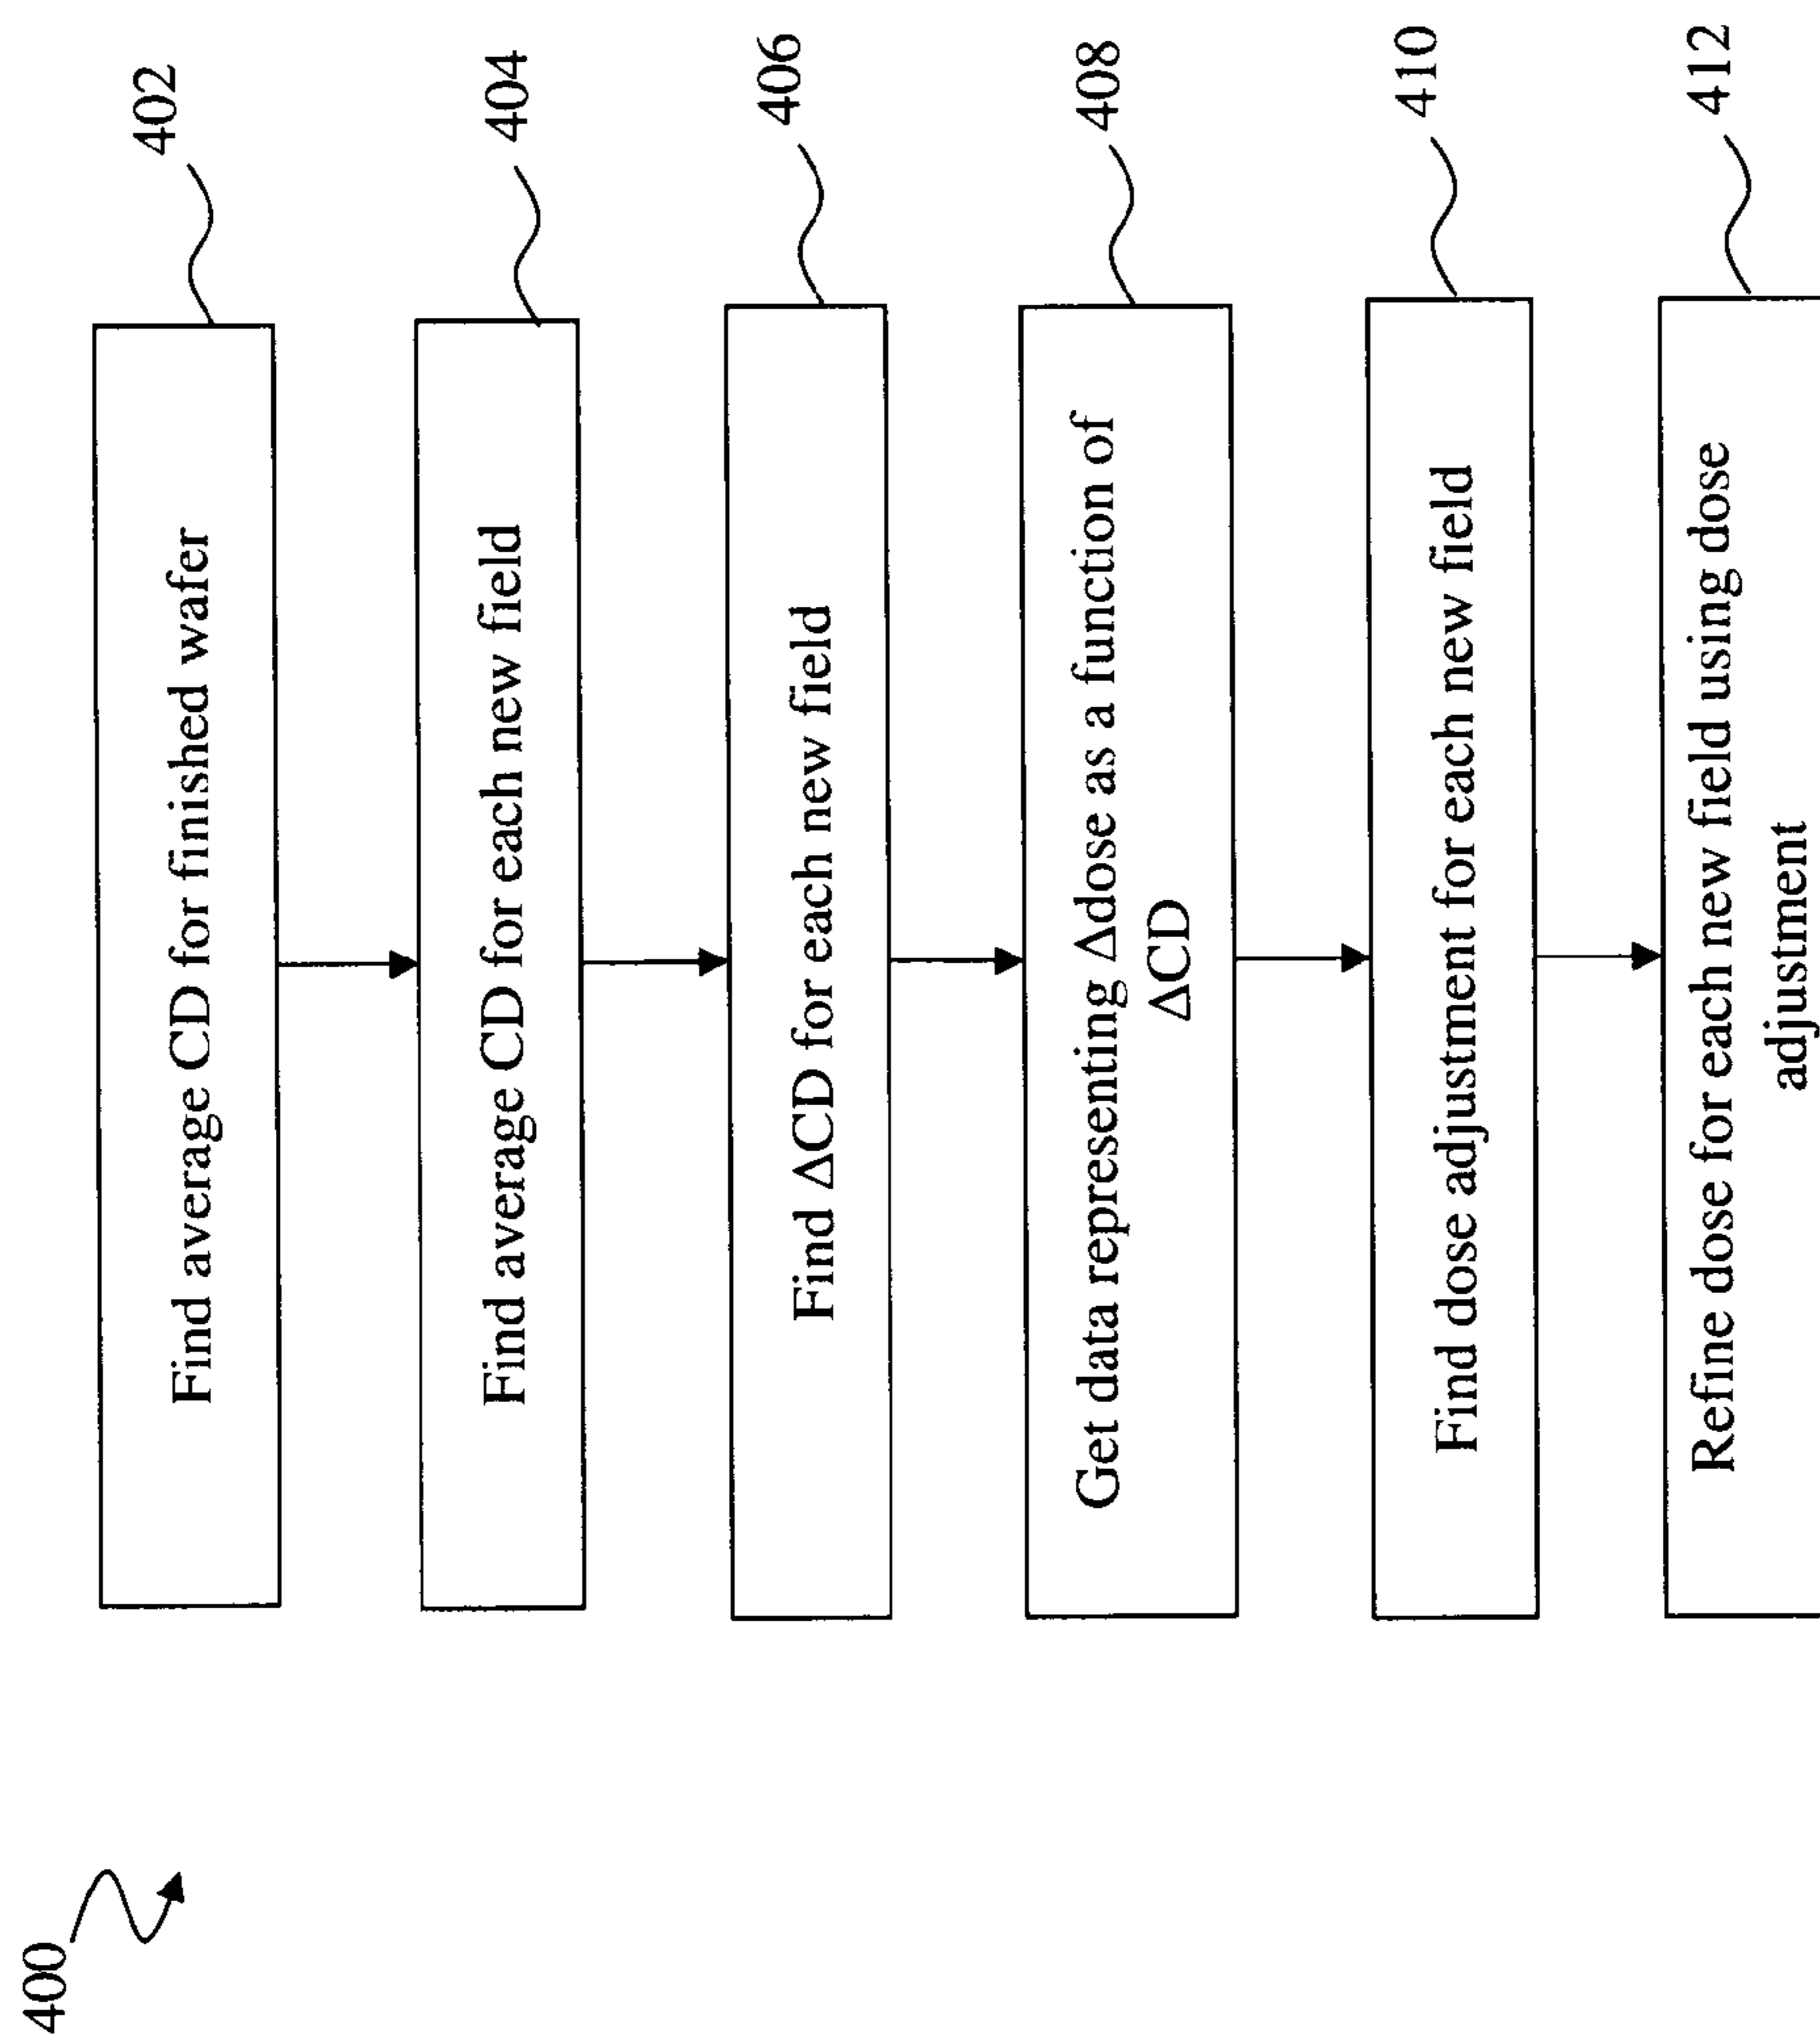 400
Find average CD for finished wafer
402
Find average CD for each new field
404
Find ΔCD for each new field
406
Get data representing Δdose as a function of
ΔCD
408
Find dose adjustment for each new field
410
Refine dose for each new field using dose
adjustment
412